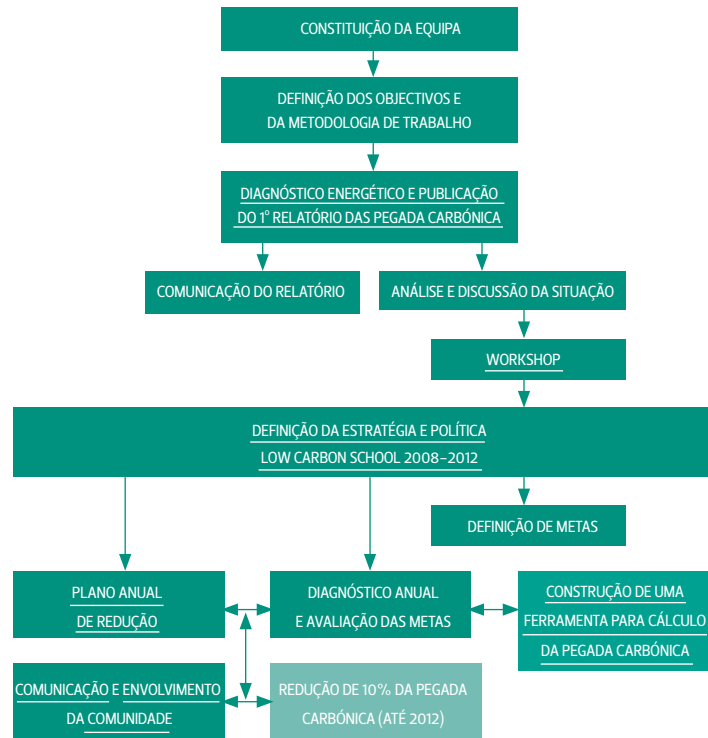 CONSTITUIÇÃO DA EQUIPA
DEFINIÇÃO DOS OBJECTIVOS E
DA METODOLOGIA DE TRABALHO
DIAGNÓSTICO ENERGÉTICO E PUBLICAÇÃO
DO 1º RELATÓRIO DAS PEGADA CARBÓNICA
COMUNICAÇÃO DO RELATÓRIO
ANÁLISE E DISCUSSÃO DA SITUAÇÃO
WORKSHOP
DEFINIÇÃO DA ESTRATÉGIA E POLÍTICA
LOW CARBON SCHOOL 2008–2012
DEFINIÇÃO DE METAS
PLANO ANUAL
DE REDUÇÃO
DIAGNÓSTICO ANUAL
E AVALIAÇÃO DAS METAS
CONSTRUÇÃO DE UMA
FERRAMENTA PARA CÁLCULO
DA PEGADA CARBÓNICA
COMUNICAÇÃO E ENVOLVIMENTO
DA COMUNIDADE
REDUÇÃO DE 10% DA PEGADA
CARBÓNICA (ATÉ 2012)